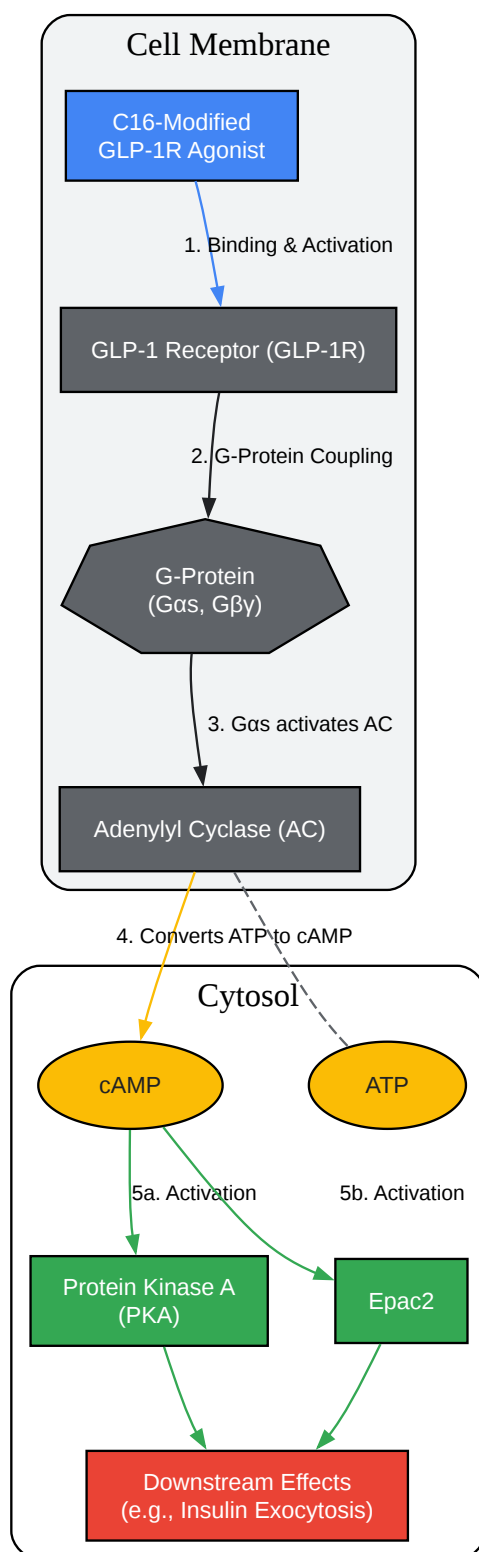 Cell Membrane
C16-Modified
GLP-1R Agonist
1. Binding & Activation
GLP-1 Receptor (GLP-1R)
2. G-Protein Coupling
G-Protein
(Gαs, Gβγ)
3. Gαs activates AC
Adenylyl Cyclase (AC)
4. Converts ATP to cAMP
Cytosol
cAMP
ATP
5a. Activation
5b. Activation
Protein Kinase A
(PKA)
Epac2
Downstream Effects
(e.g., Insulin Exocytosis)